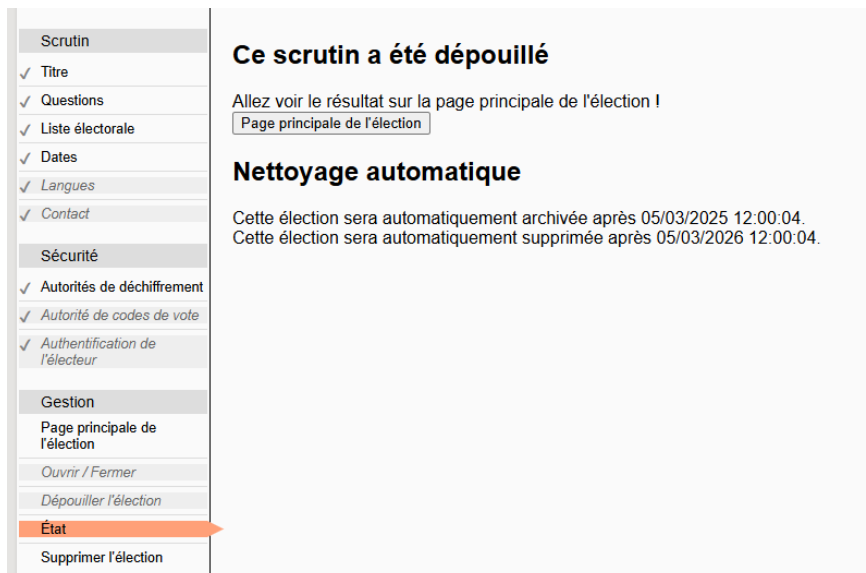 Scrutin
Titre
Questions
Liste électorale
Dates
Langues
Contact
Sécurité
Autorités de déchiffrement
Autorité de codes de vote
Authentification de
l'électeur
Gestion
Page principale de
l'élection
Ouvrir / Fermer
Dépouiller l'élection
État
Supprimer l'élection
Ce scrutin a été dépouillé
Allez voir le résultat sur la page principale de l'élection !
Page principale de l'élection
Nettoyage automatique
Cette élection sera automatiquement archivée après 05/03/2025 12:00:04.
Cette élection sera automatiquement supprimée après 05/03/2026 12:00:04.